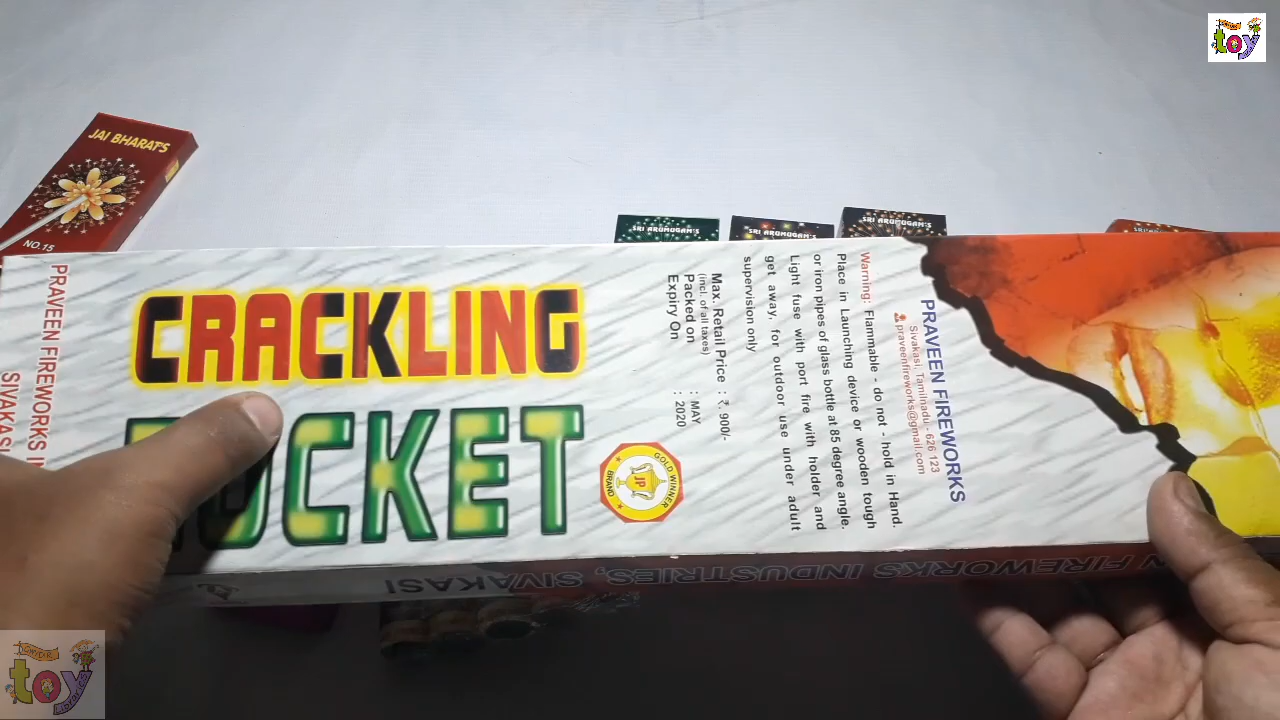 toy
JAI BHARAT'S
NO.15
SRI ARUMUGAM'S
SRI ARUMUGAM'S
SRI ARUMUGAM'S
PRAVEEN FIREWORKS
SIVAKASI
CRACKLING
ROCKET
Max. Retail Price : ₹. 900/-
(incl. of all taxes)
Packed on : MAY
Expiry On : 2020
GOLD WINNER
JP
BRAND
Warning: Flammable - do not - hold in Hand.
Place in Launching device or wooden tough
or iron pipes of glass bottle at 85 degree angle.
Light fuse with port fire with holder and
get away, for outdoor use under adult
supervision only
PRAVEEN FIREWORKS
Sivakasi, Tamilnadu - 626 123
praveenfireworks@gmail.com
FIREWORKS INDUSTRIES, SIVAKASI
toy